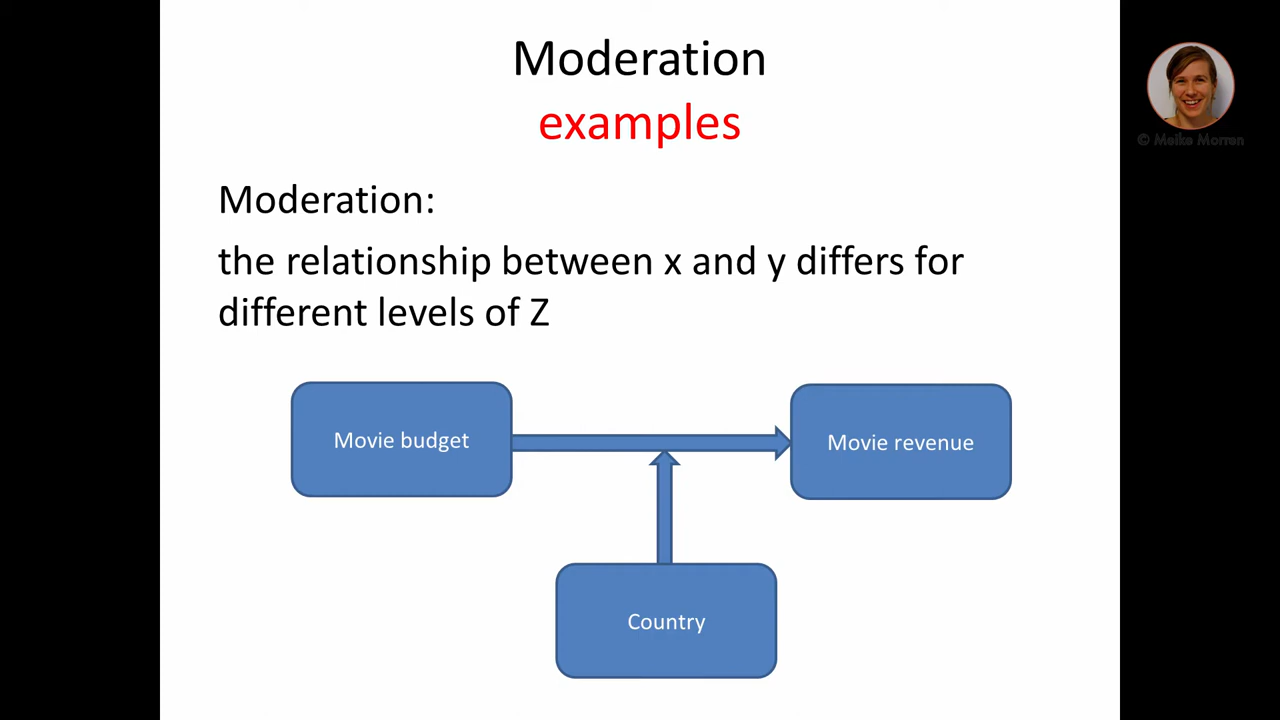 Moderation
examples
Moderation:
the relationship between x and y differs for
different levels of Z
Movie budget
Movie revenue
Country
© Meike Morren